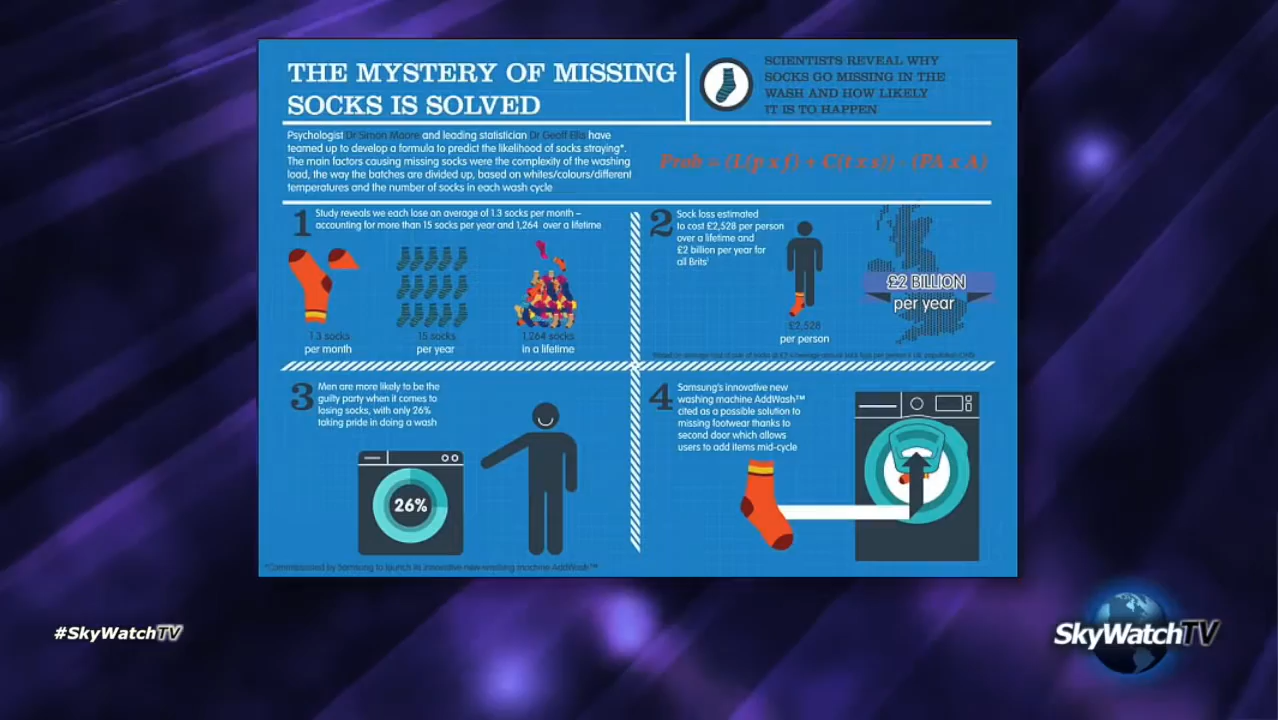 THE MYSTERY OF MISSING
SOCKS IS SOLVED
SCIENTISTS REVEAL WHY
SOCKS GO MISSING IN THE
WASH AND HOW LIKELY
IT IS TO HAPPEN
Psychologist Dr Simon Moore and leading statistician Dr Geoff Ellis have
teamed up to develop a formula to predict the likelihood of socks straying*.
The main factors causing missing socks were the complexity of the washing
load, the way the batches are divided up, based on whites/colours/different
temperatures and the number of socks in each wash cycle
Prob = (L(p x f) + C(t x s)) - (PA x A)
1
Study reveals we each lose an average of 1.3 socks per month –
accounting for more than 15 socks per year and 1,264 over a lifetime
1.3 socks
per month
15 socks
per year
1,264 socks
in a lifetime
2
Sock loss estimated
to cost £2,528 per person
over a lifetime and
£2 billion per year for
all Brits¹
£2,528
per person
£2 BILLION
per year
3
Men are more likely to be the
guilty party when it comes to
losing socks, with only 26%
taking pride in doing a wash
26%
4
Samsung's innovative new
washing machine AddWash™
cited as a possible solution to
missing footwear thanks to
second door which allows
users to add items mid-cycle
*Commissioned by Samsung to launch its innovative new washing machine AddWash™
#SkyWatchTV
SkyWatchTV